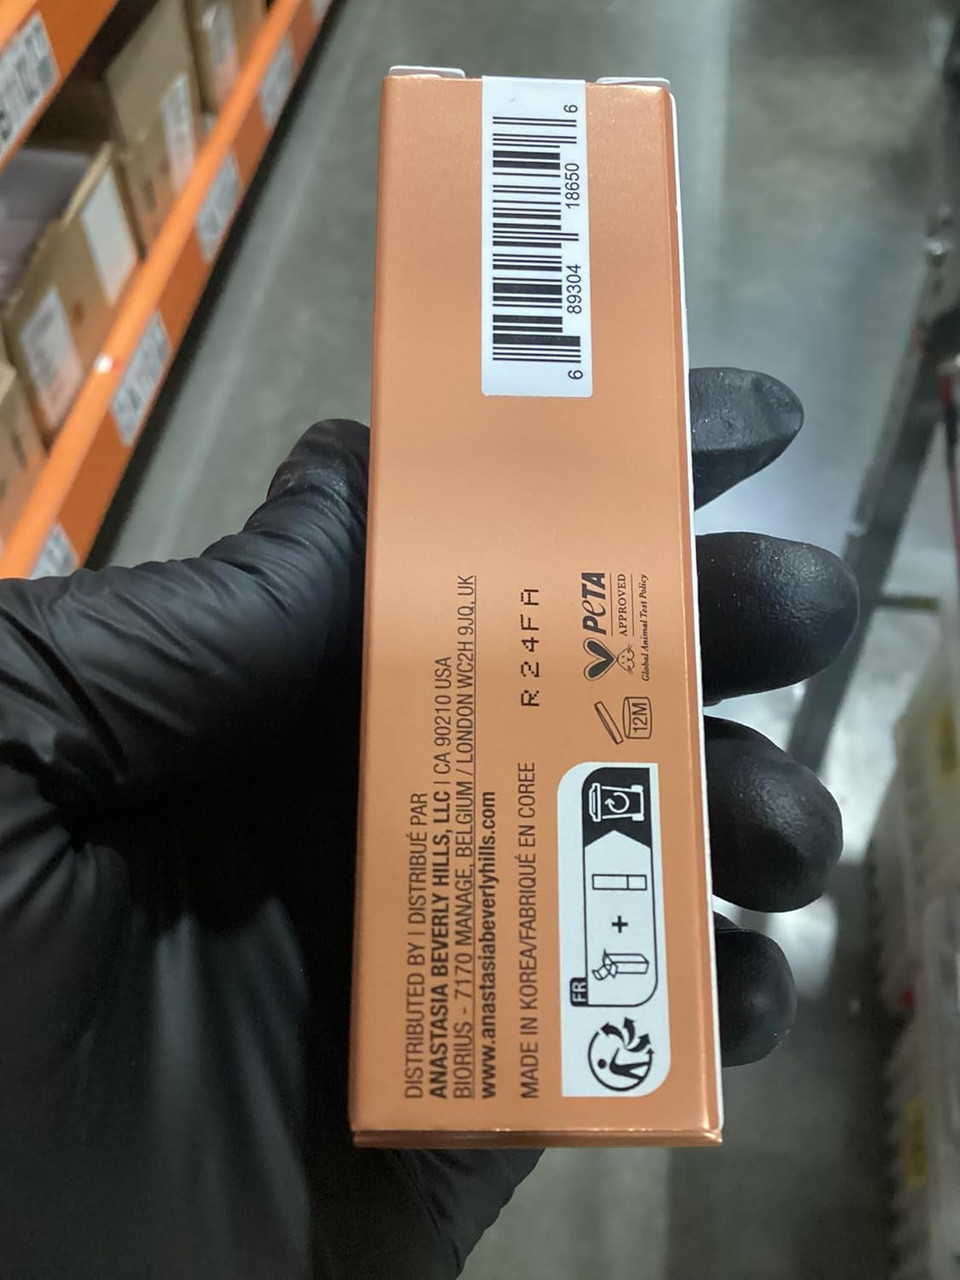 DISTRIBUTED BY | DISTRIBUÉ PAR
ANASTASIA BEVERLY HILLS, LLC | CA 90210 USA
BIORIUS - 7170 MANAGE, BELGIUM / LONDON WC2H 9JQ, UK
www.anastasiabeverlyhills.com
MADE IN KOREA/FABRIQUÉ EN COREE
R24FA
FR
+
12M
PETA
APPROVED
Global Animal Test Policy
6 89304 18650 6